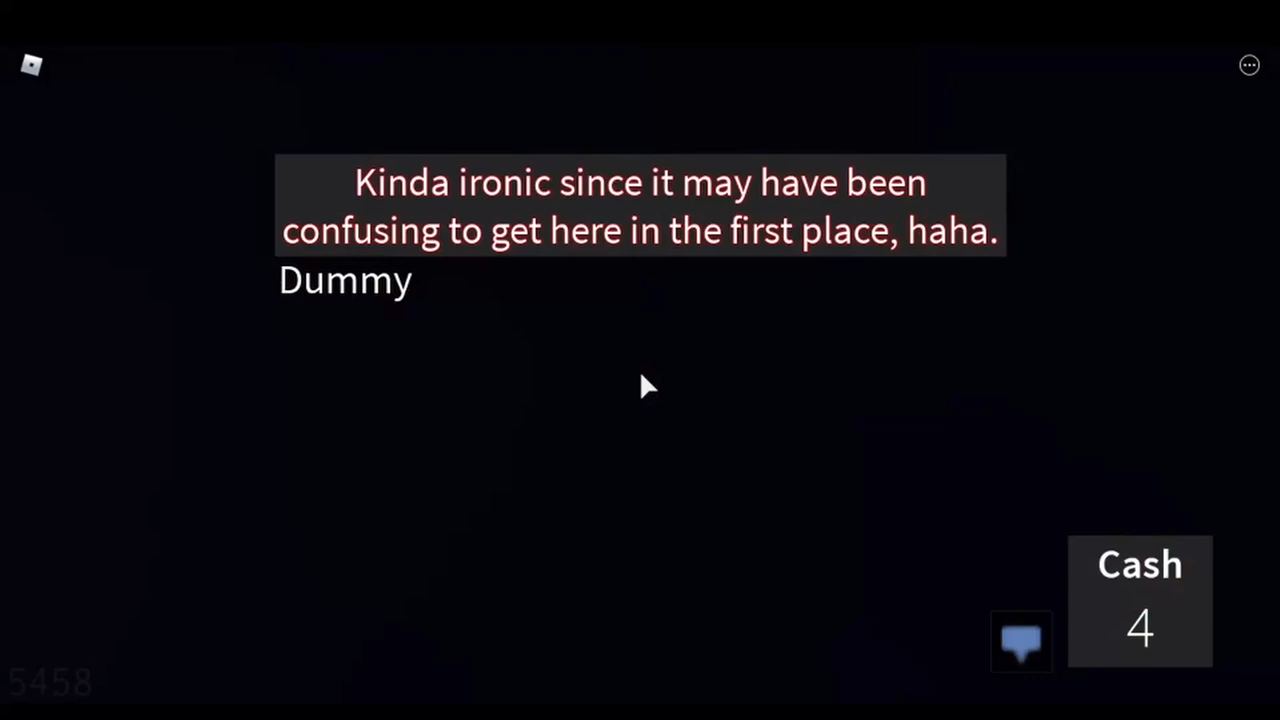 Kinda ironic since it may have been
confusing to get here in the first place, haha.
Dummy
Cash
4
5458